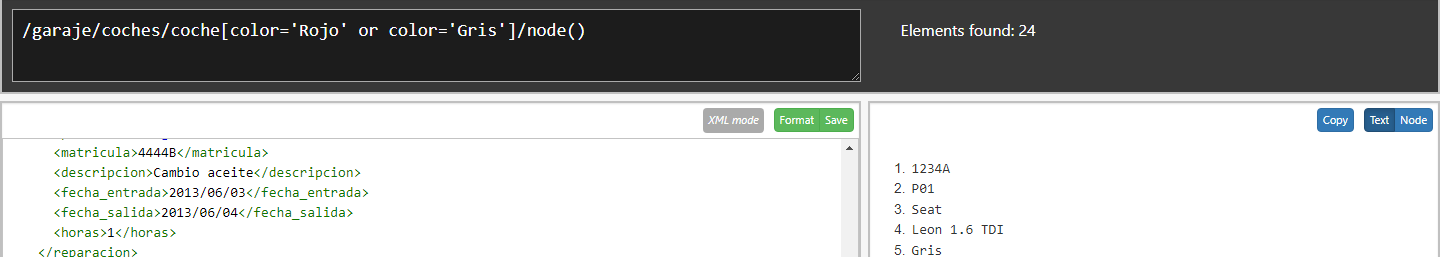 /garaje/coches/coche[color='Rojo' or color='Gris']/node()
Elements found: 24
XML mode
Format
Save
Copy
Text
Node
<matricula>4444B</matricula>
<descripcion>Cambio aceite</descripcion>
<fecha_entrada>2013/06/03</fecha_entrada>
<fecha_salida>2013/06/04</fecha_salida>
<horas>1</horas>
</reparacion>
1. 1234A
2. P01
3. Seat
4. Leon 1.6 TDI
5. Gris